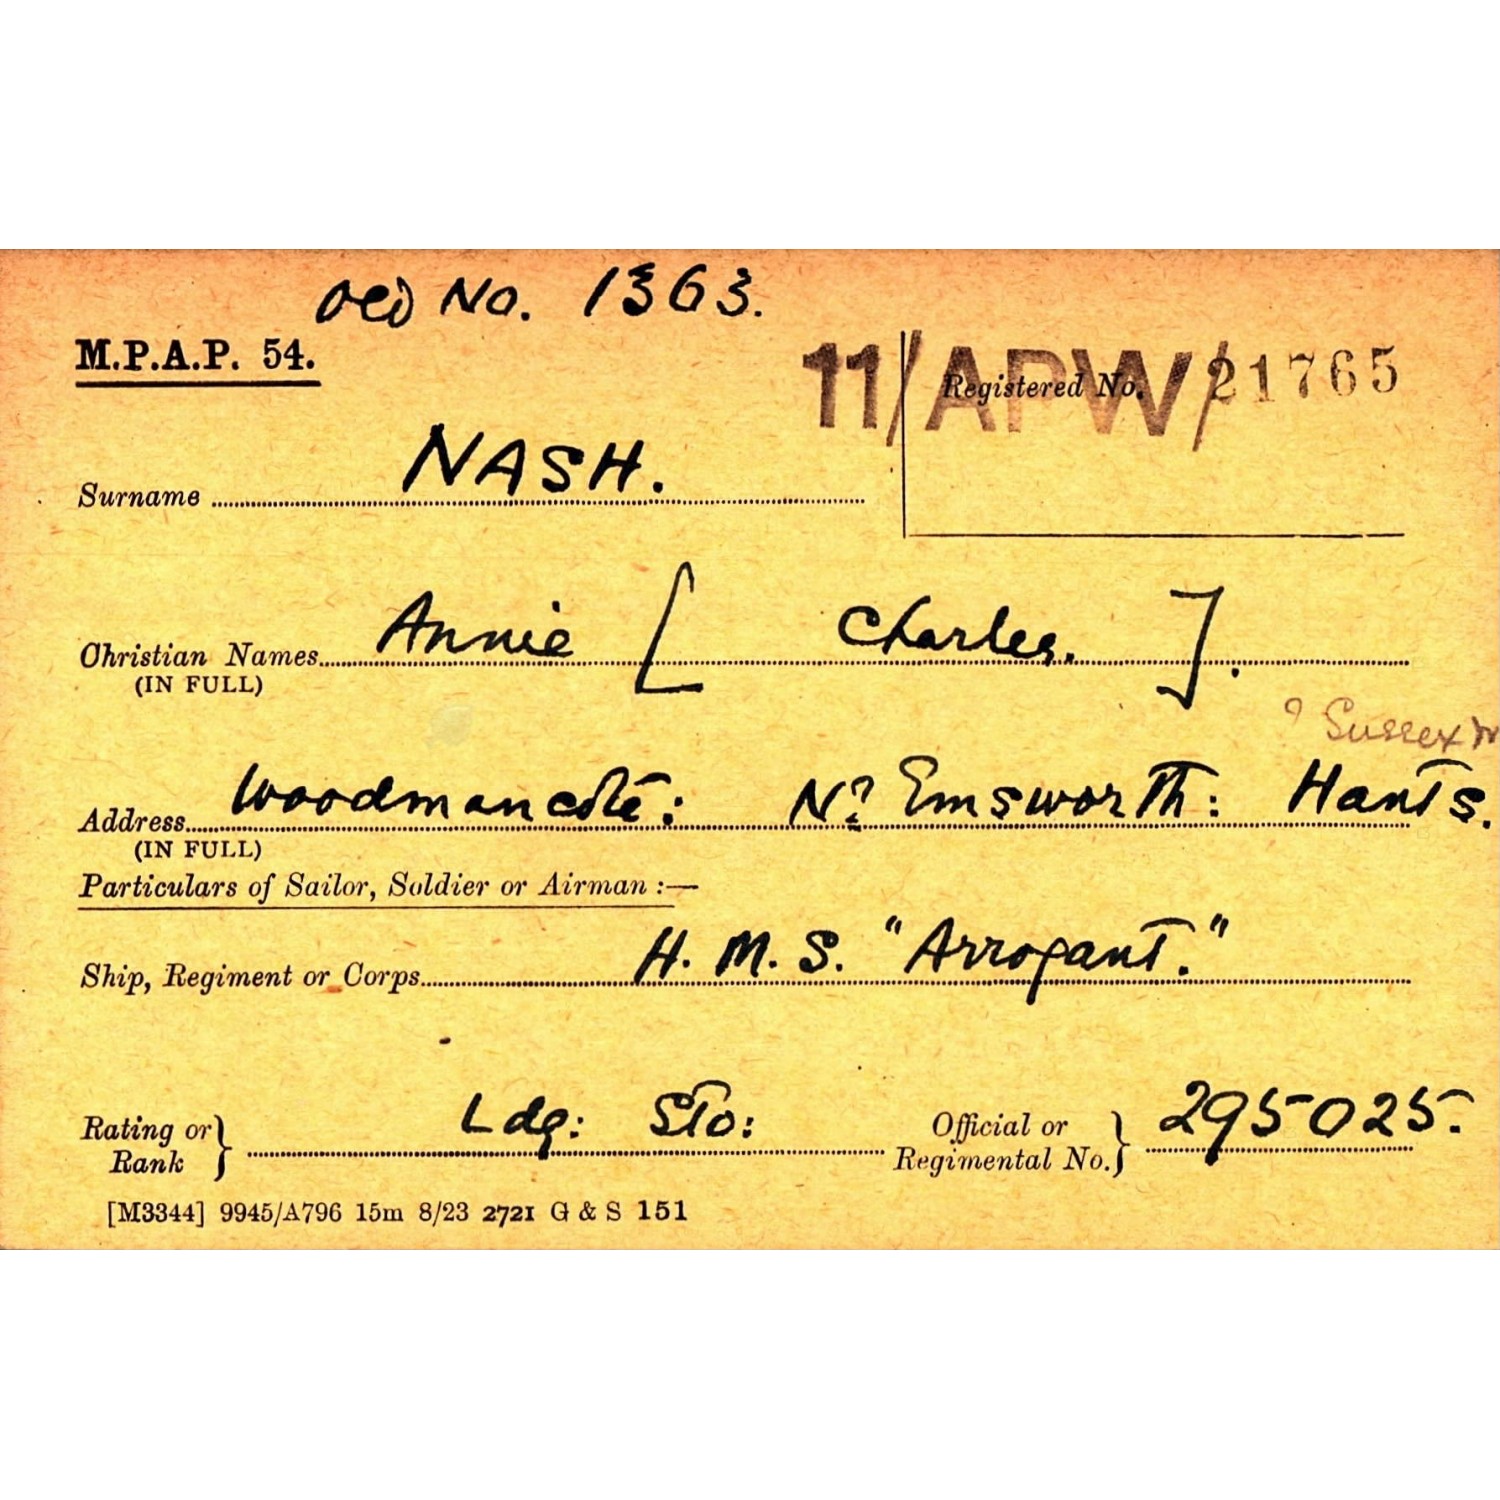 Old No. 1363.
M.P.A.P. 54.
11/APW/21765
Registered No.
Surname NASH.
Christian Names Annie [ Charles. ].
(IN FULL)
? Sussex
Address Woodmancote: Nr Emsworth: Hants.
(IN FULL)
Particulars of Sailor, Soldier or Airman :—
Ship, Regiment or Corps H. M. S. "Arrogant."
Rating or Rank } Ldg: Sto: Official or Regimental No. } 295025.
[M3344] 9945/A796 15m 8/23 2721 G & S 151